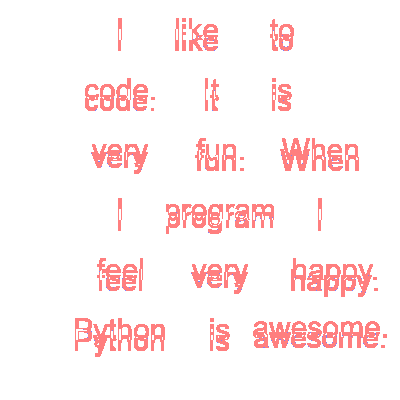 I like to
code. It is
very fun. When
I program I
feel very happy.
Python is awesome.